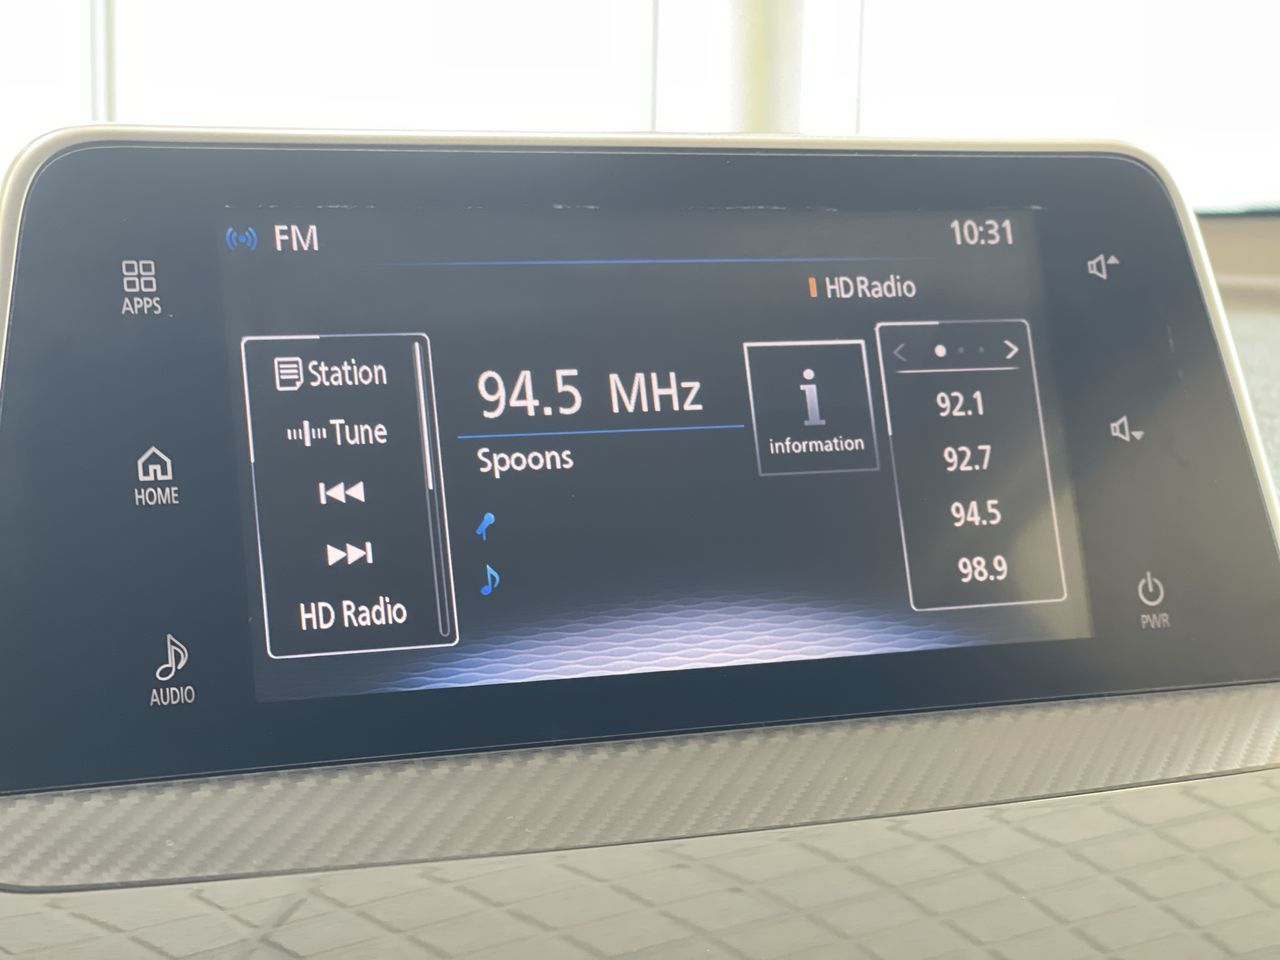 FM
10:31
HD Radio
APPS
HOME
AUDIO
Station
Tune
HD Radio
94.5 MHz
Spoons
i
information
92.1
92.7
94.5
98.9
PWR